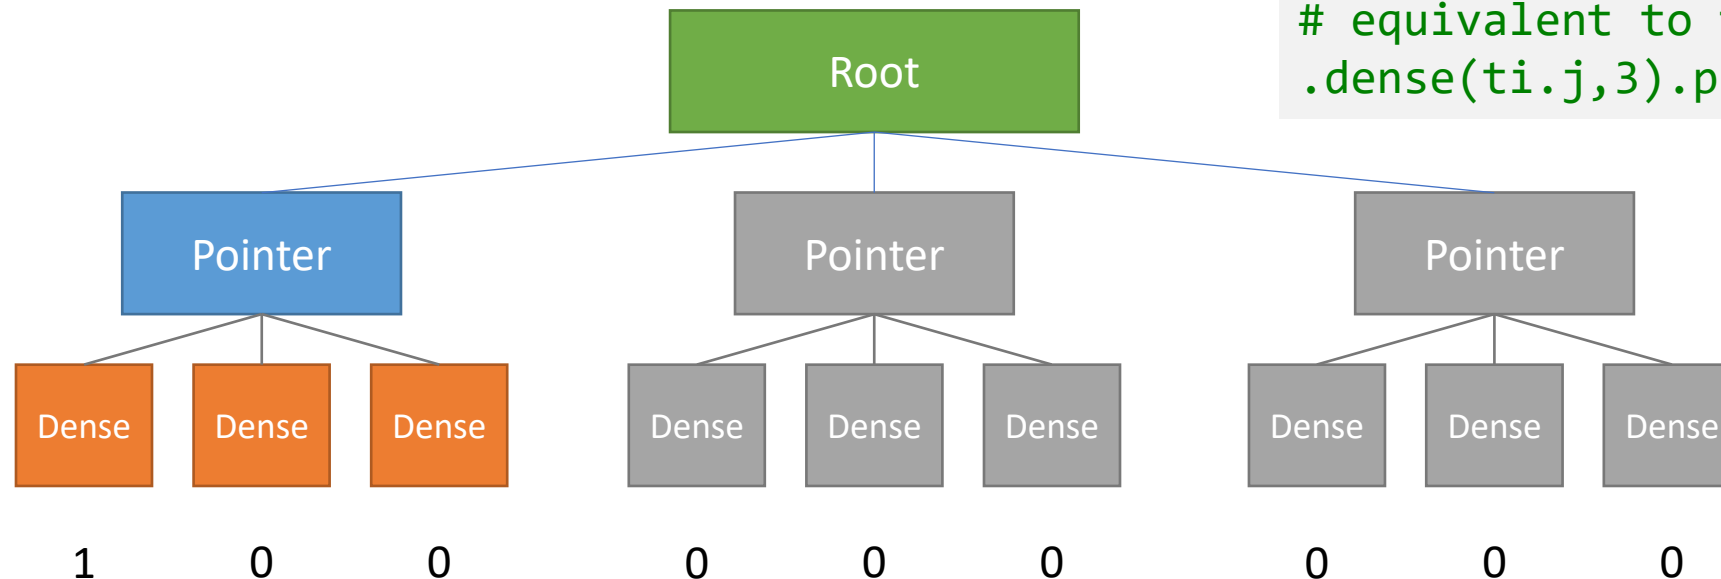 # equivalent to
.dense(ti.j,3).p
Root
Pointer Pointer Pointer
Dense Dense Dense Dense Dense Dense Dense Dense Dense
1 0 0 0 0 0 0 0 0